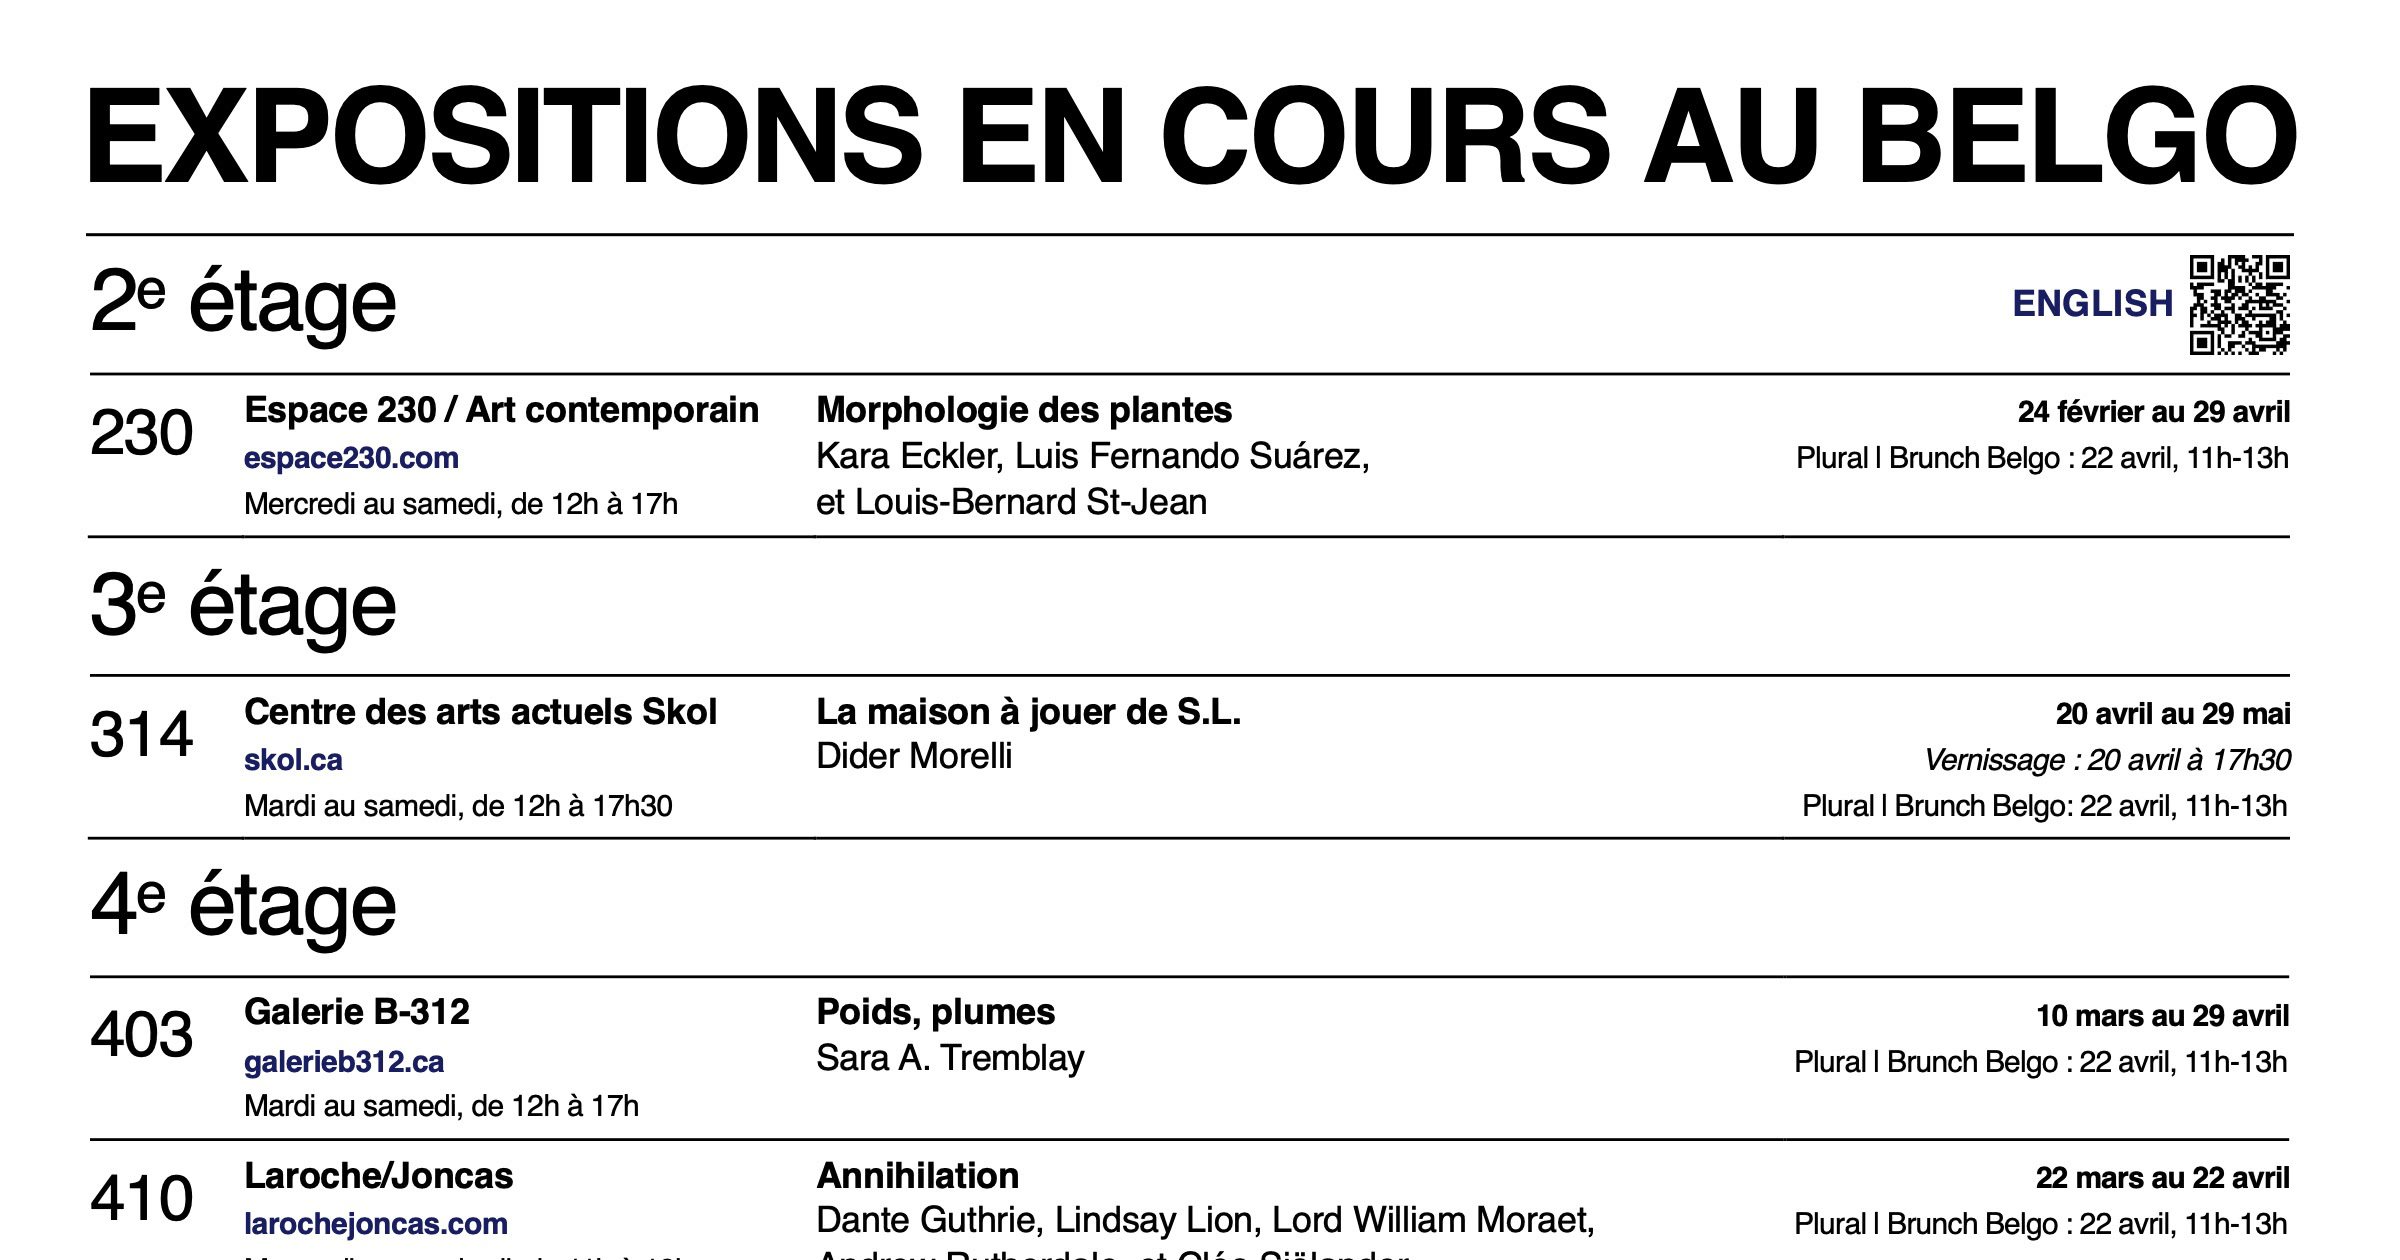 EXPOSITIONS EN COURS AU BELGO
2e étage
ENGLISH
230
Espace 230 / Art contemporain
espace230.com
Mercredi au samedi, de 12h à 17h
Morphologie des plantes
Kara Eckler, Luis Fernando Suárez,
et Louis-Bernard St-Jean
24 février au 29 avril
Plural | Brunch Belgo : 22 avril, 11h-13h
3e étage
314
Centre des arts actuels Skol
skol.ca
Mardi au samedi, de 12h à 17h30
La maison à jouer de S.L.
Dider Morelli
20 avril au 29 mai
Vernissage : 20 avril à 17h30
Plural | Brunch Belgo: 22 avril, 11h-13h
4e étage
403
Galerie B-312
galerieb312.ca
Mardi au samedi, de 12h à 17h
Poids, plumes
Sara A. Tremblay
10 mars au 29 avril
Plural | Brunch Belgo : 22 avril, 11h-13h
410
Laroche/Joncas
larochejoncas.com
Annihilation
Dante Guthrie, Lindsay Lion, Lord William Moraet,
22 mars au 22 avril
Plural | Brunch Belgo : 22 avril, 11h-13h